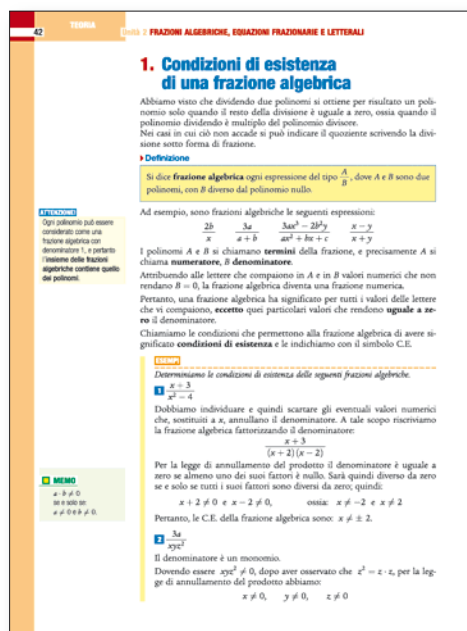 42
TEORIA
Unità 2 FRAZIONI ALGEBRICHE, EQUAZIONI FRAZIONARIE E LETTERALI
1. Condizioni di esistenza
di una frazione algebrica
Abbiamo visto che dividendo due polinomi si ottiene per risultato un poli-
nomio solo quando il resto della divisione è uguale a zero, ossia quando il
polinomio dividendo è multiplo del polinomio divisore.
Nei casi in cui ciò non accade si può indicare il quoziente scrivendo la divi-
sione sotto forma di frazione.
Definizione
Si dice frazione algebrica ogni espressione del tipo A/B, dove A e B sono due
polinomi, con B diverso dal polinomio nullo.
ATTENZIONE!
Ogni polinomio può essere
considerato come una
frazione algebrica con
denominatore 1, e pertanto
l'insieme delle frazioni
algebriche contiene quello
dei polinomi.
Ad esempio, sono frazioni algebriche le seguenti espressioni:
2b/x 3a/(a + b) (3ax³ − 2b²y)/(ax² + bx + c) (x − y)/(x + y)
I polinomi A e B si chiamano termini della frazione, e precisamente A si
chiama numeratore, B denominatore.
Attribuendo alle lettere che compaiono in A e in B valori numerici che non
rendano B = 0, la frazione algebrica diventa una frazione numerica.
Pertanto, una frazione algebrica ha significato per tutti i valori delle lettere
che vi compaiono, eccetto quei particolari valori che rendono uguale a ze-
ro il denominatore.
Chiamiamo le condizioni che permettono alla frazione algebrica di avere si-
gnificato condizioni di esistenza e le indichiamo con il simbolo C.E.
ESEMPI
Determiniamo le condizioni di esistenza delle seguenti frazioni algebriche.
1 (x + 3)/(x² − 4)
Dobbiamo individuare e quindi scartare gli eventuali valori numerici
che, sostituiti a x, annullano il denominatore. A tale scopo riscriviamo
la frazione algebrica fattorizzando il denominatore:
(x + 3)/((x + 2)(x − 2))
Per la legge di annullamento del prodotto il denominatore è uguale a
zero se almeno uno dei suoi fattori è nullo. Sarà quindi diverso da zero
se e solo se tutti i suoi fattori sono diversi da zero; quindi:
x + 2 ≠ 0 e x − 2 ≠ 0, ossia: x ≠ −2 e x ≠ 2
Pertanto, le C.E. della frazione algebrica sono: x ≠ ± 2.
MEMO
a · b ≠ 0
se e solo se
a ≠ 0 e b ≠ 0.
2 3a/(xyz²)
Il denominatore è un monomio.
Dovendo essere xyz² ≠ 0, dopo aver osservato che z² = z · z, per la leg-
ge di annullamento del prodotto abbiamo:
x ≠ 0, y ≠ 0, z ≠ 0